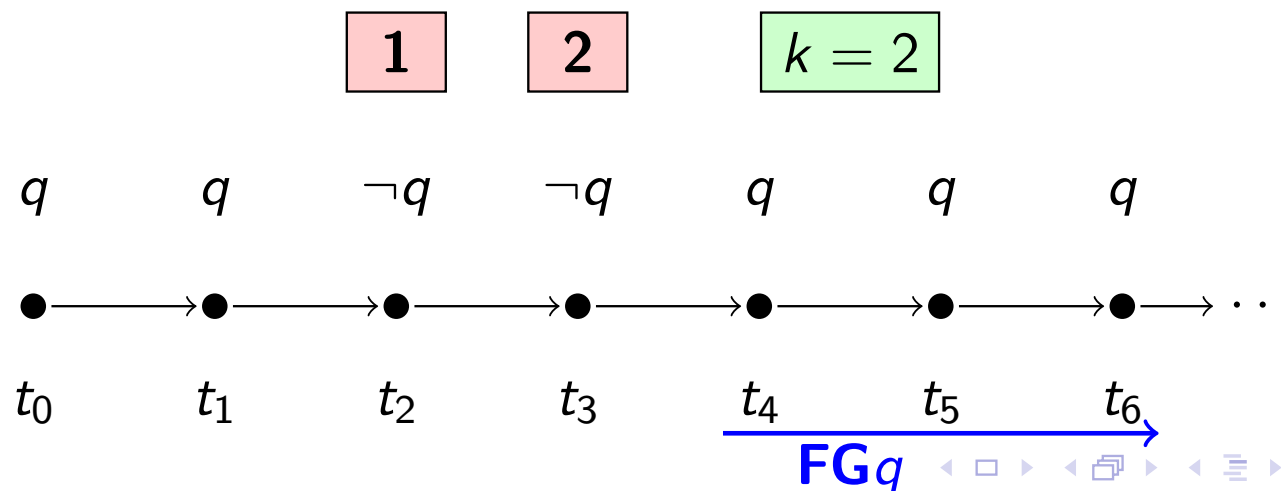 1 2 k = 2
q q ¬q ¬q q q q
· ·
t₀ t₁ t₂ t₃ t₄ t₅ t₆
FGq